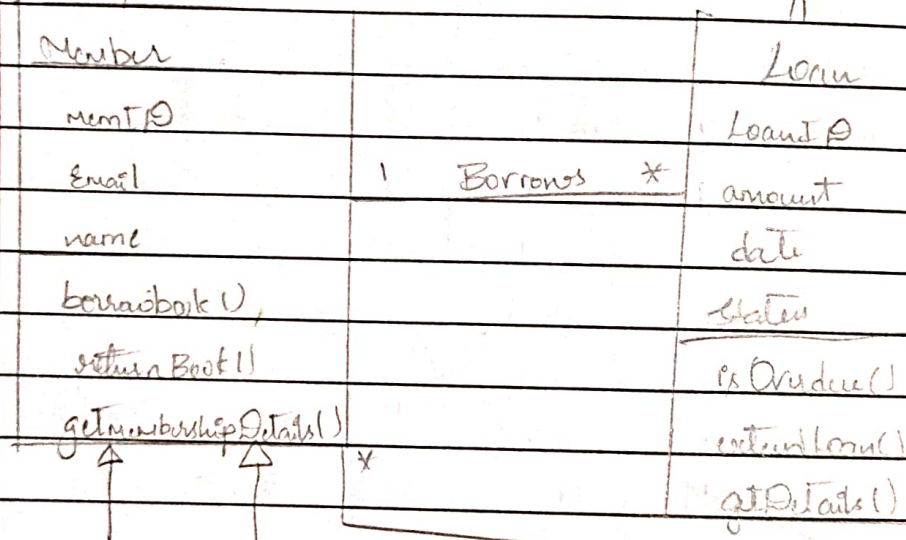 Member
MemID
Email
name
borrowbook()
returnBook()
getmembershipDetails()
1 Borrows *
*
Loan
LoanID
amount
date
status
isOverdue()
extendLoan()
getDetails()